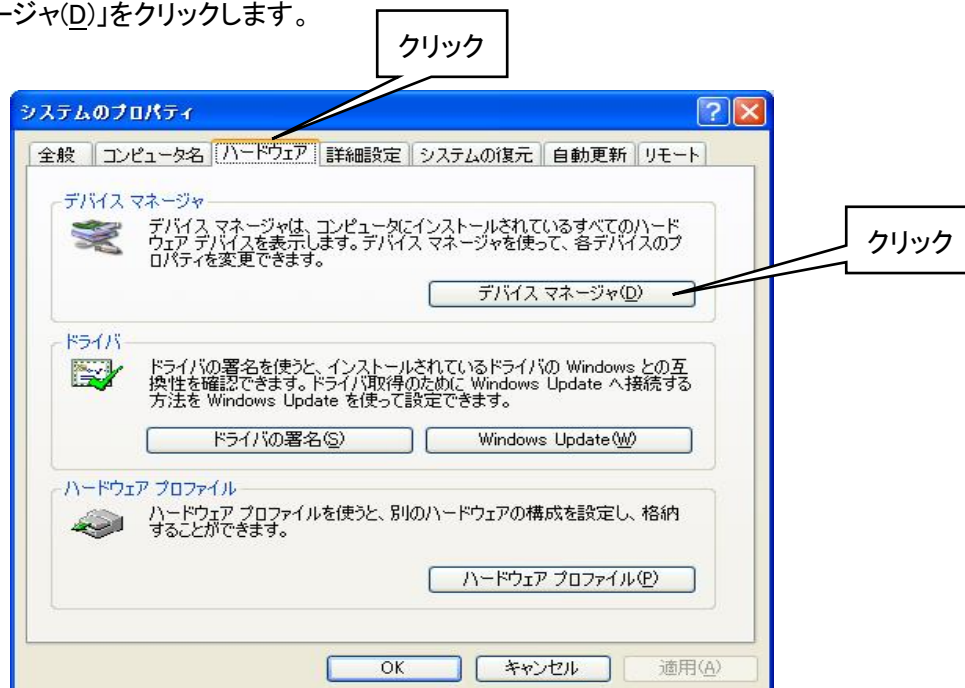 ージャ(D)」をクリックします。
クリック
システムのプロパティ
全般 コンピュータ名 ハードウェア 詳細設定 システムの復元 自動更新 リモート
デバイス マネージャ
デバイス マネージャは、コンピュータにインストールされているすべてのハード
ウェア デバイスを表示します。デバイス マネージャを使って、各デバイスのプ
ロパティを変更できます。
クリック
デバイス マネージャ(D)
ドライバ
ドライバの署名を使うと、インストールされているドライバの Windows との互
換性を確認できます。ドライバ取得のために Windows Update へ接続する
方法を Windows Update を使って設定できます。
ドライバの署名(S) Windows Update(W)
ハードウェア プロファイル
ハードウェア プロファイルを使うと、別のハードウェアの構成を設定し、格納
することができます。
ハードウェア プロファイル(P)
OK キャンセル 適用(A)